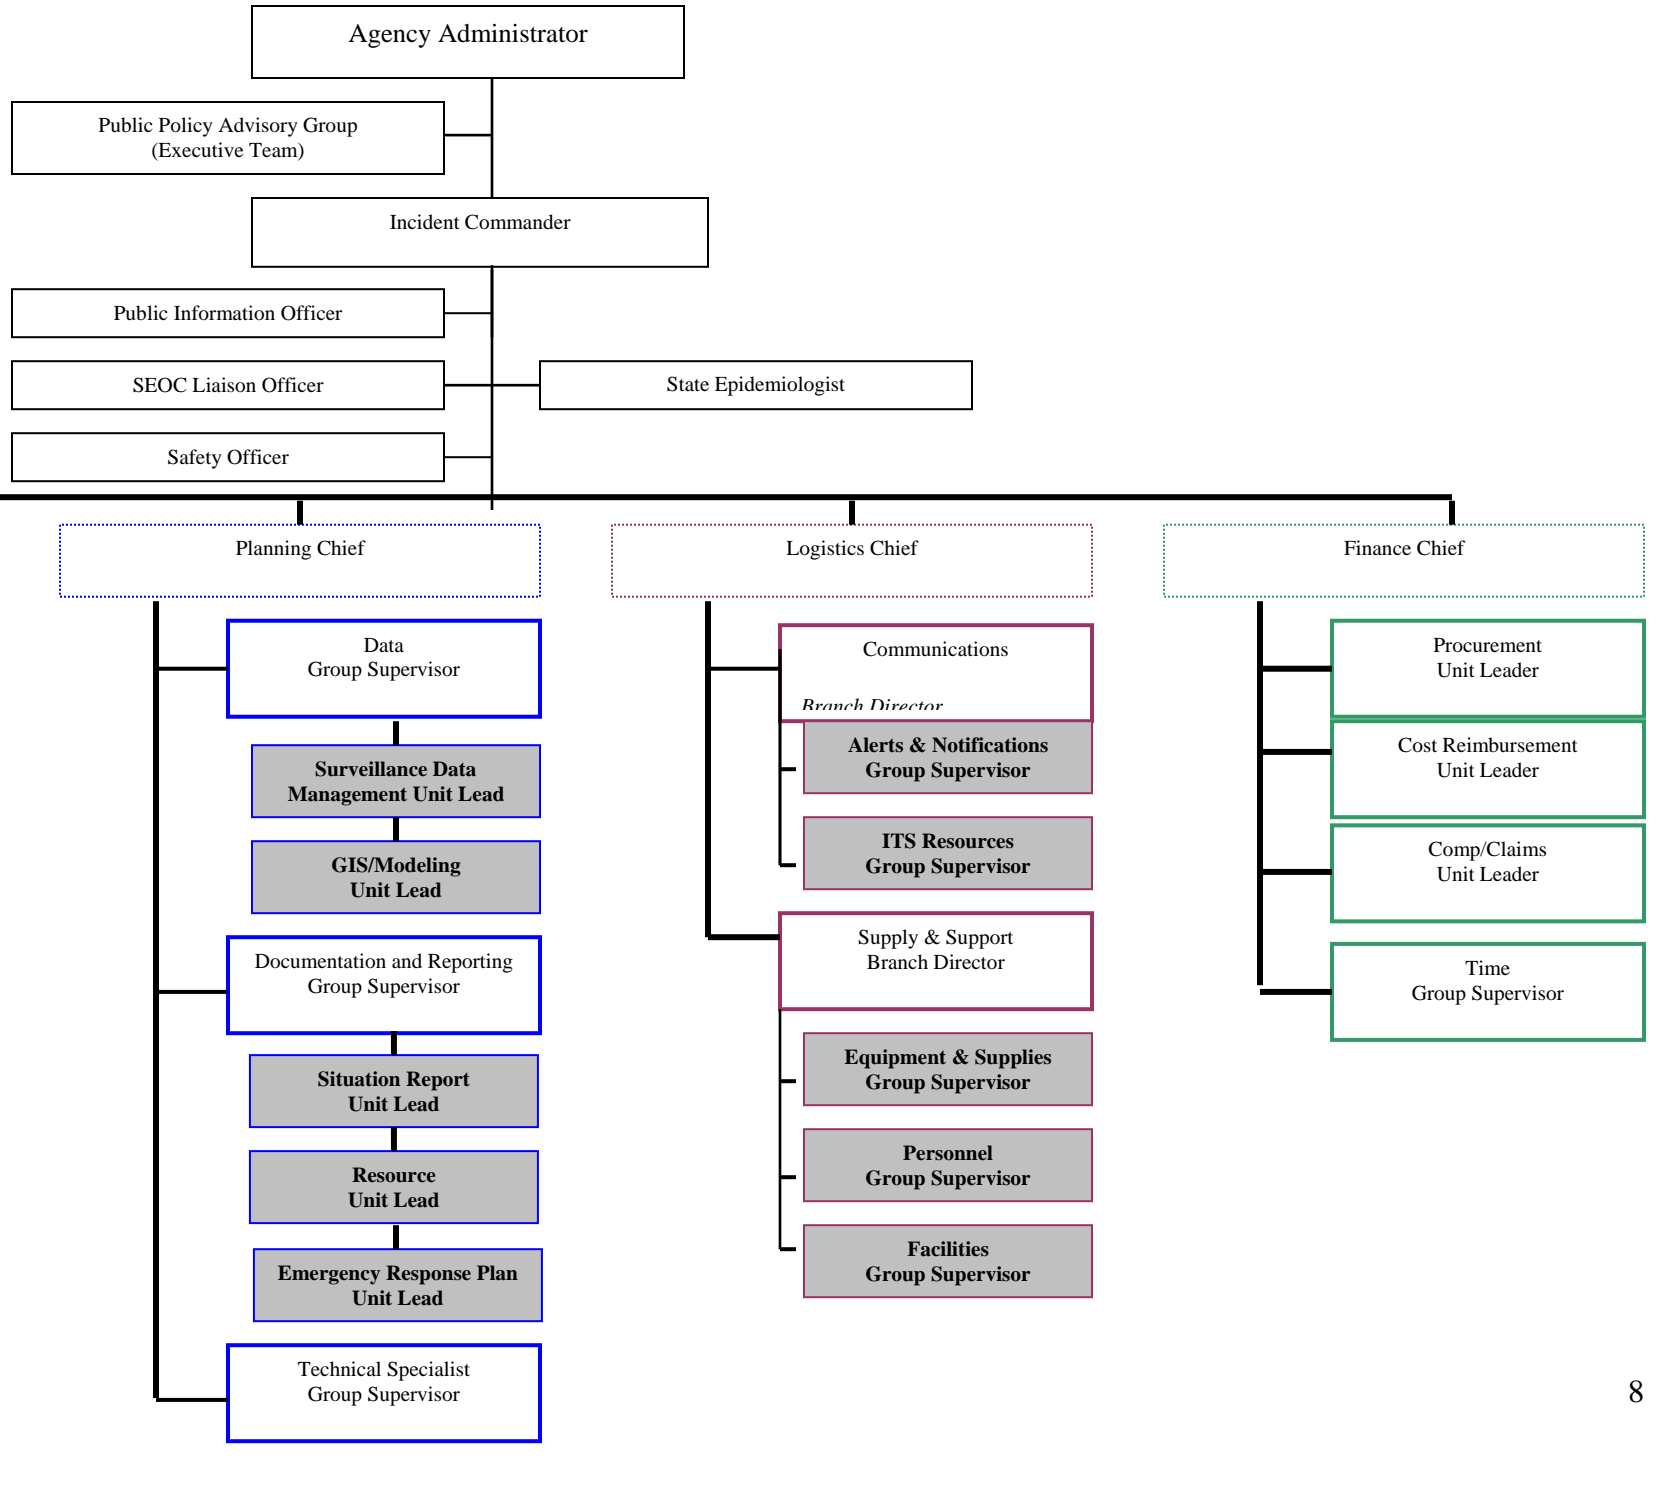 Agency Administrator
Public Policy Advisory Group
(Executive Team)
Incident Commander
Public Information Officer
SEOC Liaison Officer
State Epidemiologist
Safety Officer
Planning Chief
Logistics Chief
Finance Chief
Data
Group Supervisor
Surveillance Data
Management Unit Lead
GIS/Modeling
Unit Lead
Documentation and Reporting
Group Supervisor
Situation Report
Unit Lead
Resource
Unit Lead
Emergency Response Plan
Unit Lead
Technical Specialist
Group Supervisor
Communications
Branch Director
Alerts & Notifications
Group Supervisor
ITS Resources
Group Supervisor
Supply & Support
Branch Director
Equipment & Supplies
Group Supervisor
Personnel
Group Supervisor
Facilities
Group Supervisor
Procurement
Unit Leader
Cost Reimbursement
Unit Leader
Comp/Claims
Unit Leader
Time
Group Supervisor
8